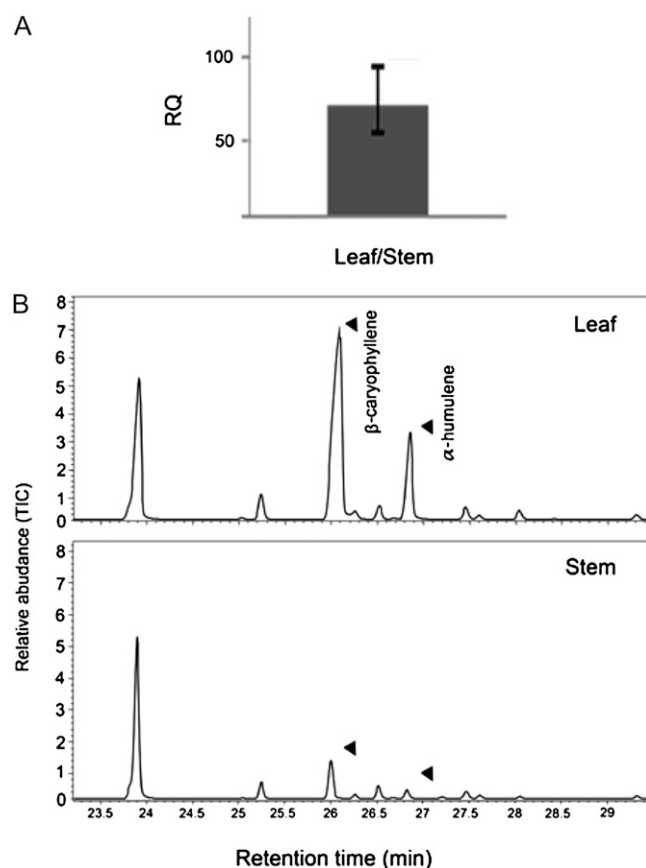 A
100
RQ
50
Leaf/Stem
B
8
Leaf
7
β-caryophyllene
6
α-humulene
5
4
3
2
1
0
Relative abudance (TIC)
8
Stem
7
6
5
4
3
2
1
0
23.5 24 24.5 25 25.5 26 26.5 27 27.5 28 28.5 29
Retention time (min)